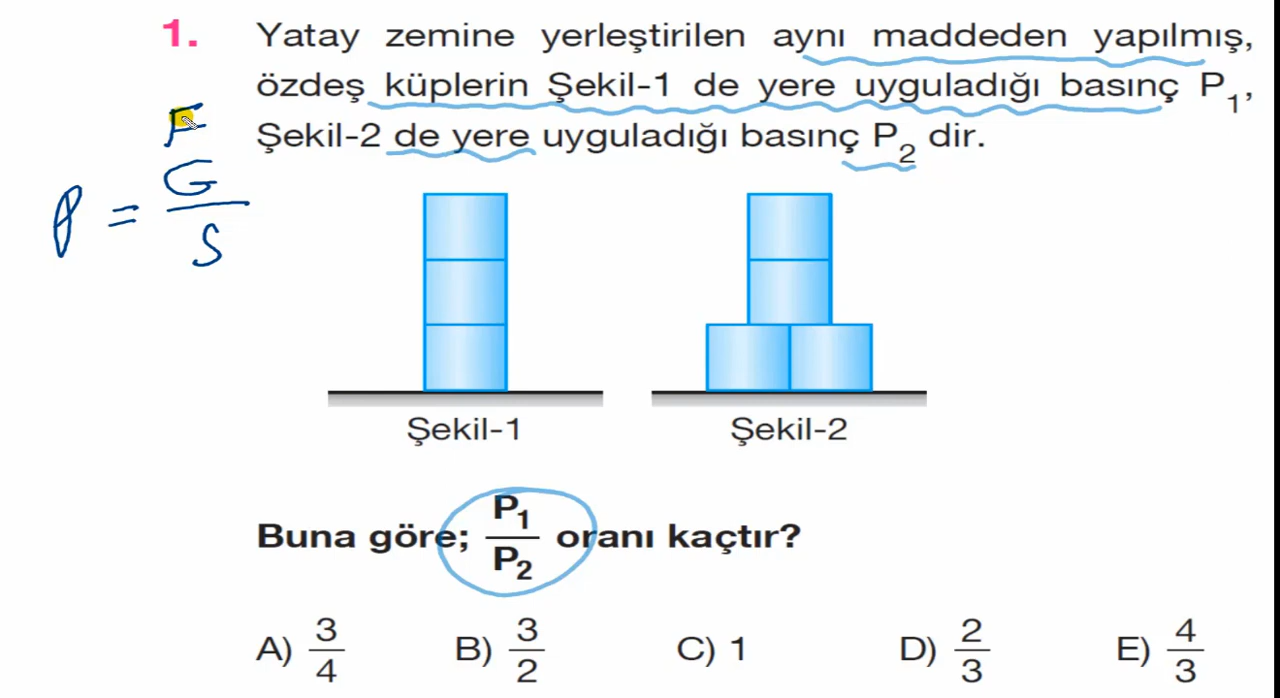 1. Yatay zemine yerleştirilen aynı maddeden yapılmış,
özdeş küplerin Şekil-1 de yere uyguladığı basınç P₁,
Şekil-2 de yere uyguladığı basınç P₂ dir.
F
P = G/S
Şekil-1 Şekil-2
Buna göre; P₁/P₂ oranı kaçtır?
A) 3/4 B) 3/2 C) 1 D) 2/3 E) 4/3